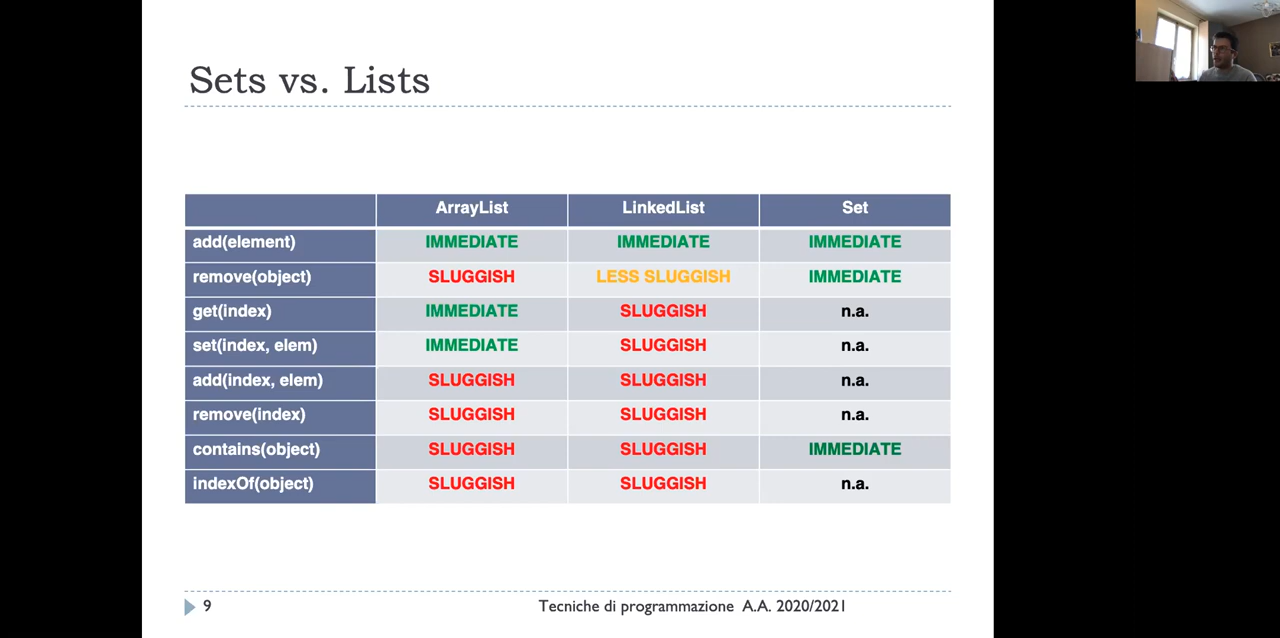 Sets vs. Lists
ArrayList LinkedList Set
add(element) IMMEDIATE IMMEDIATE IMMEDIATE
remove(object) SLUGGISH LESS SLUGGISH IMMEDIATE
get(index) IMMEDIATE SLUGGISH n.a.
set(index, elem) IMMEDIATE SLUGGISH n.a.
add(index, elem) SLUGGISH SLUGGISH n.a.
remove(index) SLUGGISH SLUGGISH n.a.
contains(object) SLUGGISH SLUGGISH IMMEDIATE
indexOf(object) SLUGGISH SLUGGISH n.a.
9 Tecniche di programmazione A.A. 2020/2021